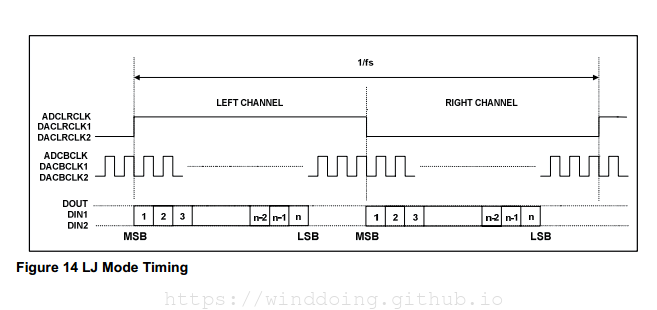 1/fs
LEFT CHANNEL RIGHT CHANNEL
ADCLRCLK
DACLRCLK1
DACLRCLK2
ADCBCLK
DACBCLK1
DACBCLK2
DOUT
DIN1 1 2 3 n-2 n-1 n 1 2 3 n-2 n-1 n
DIN2
MSB LSB MSB LSB
Figure 14 LJ Mode Timing
https://winddoing.github.io